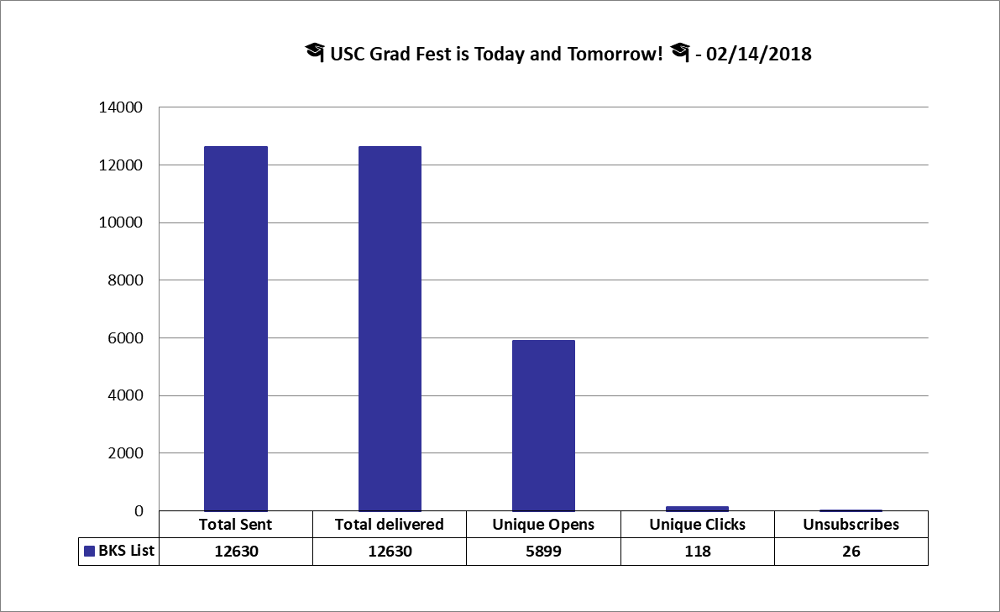 🎓 USC Grad Fest is Today and Tomorrow! 🎓 - 02/14/2018
14000
12000
10000
8000
6000
4000
2000
0
Total Sent Total delivered Unique Opens Unique Clicks Unsubscribes
BKS List 12630 12630 5899 118 26